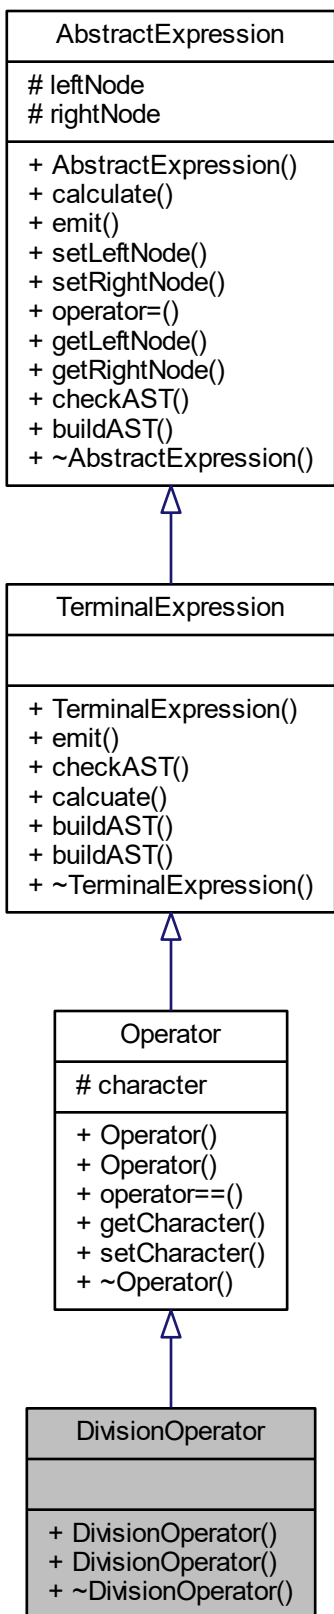 AbstractExpression
# leftNode
# rightNode
+ AbstractExpression()
+ calculate()
+ emit()
+ setLeftNode()
+ setRightNode()
+ operator=()
+ getLeftNode()
+ getRightNode()
+ checkAST()
+ buildAST()
+ ~AbstractExpression()
TerminalExpression
+ TerminalExpression()
+ emit()
+ checkAST()
+ calcuate()
+ buildAST()
+ buildAST()
+ ~TerminalExpression()
Operator
# character
+ Operator()
+ Operator()
+ operator==()
+ getCharacter()
+ setCharacter()
+ ~Operator()
DivisionOperator
+ DivisionOperator()
+ DivisionOperator()
+ ~DivisionOperator()